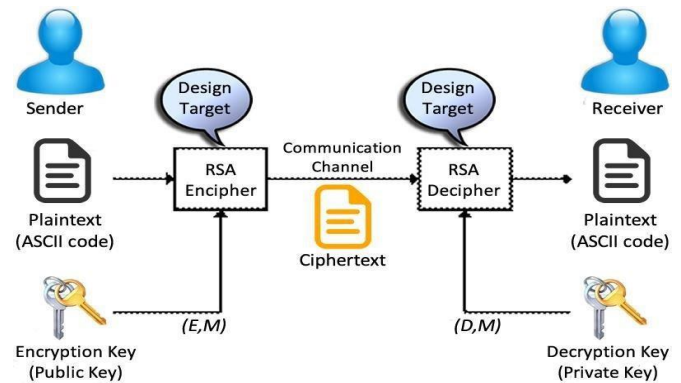 Design
Target
Design
Target
Sender
Receiver
Communication
Channel
RSA
Encipher
RSA
Decipher
Plaintext
(ASCII code)
Ciphertext
Plaintext
(ASCII code)
(E,M)
(D,M)
Encryption Key
(Public Key)
Decryption Key
(Private Key)